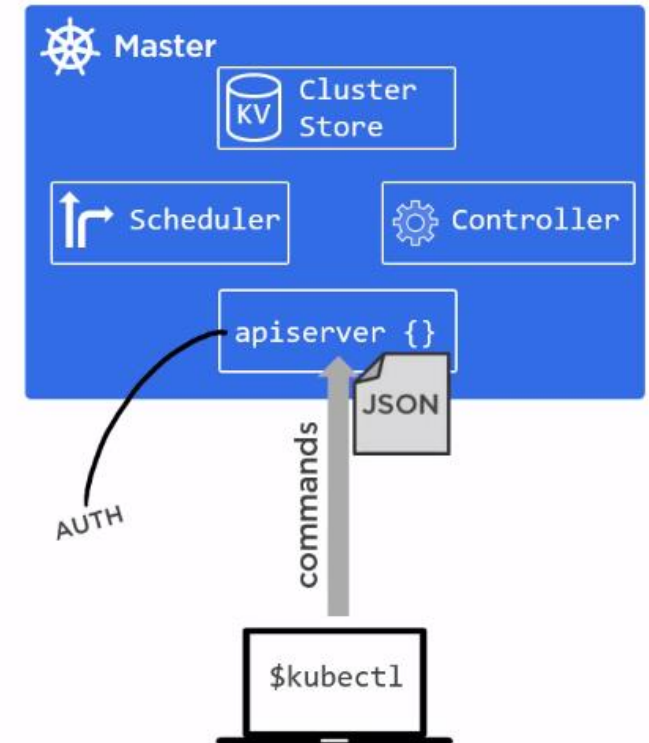 Master
KV
Cluster
Store
Scheduler
Controller
apiserver {}
JSON
commands
AUTH
$kubectl